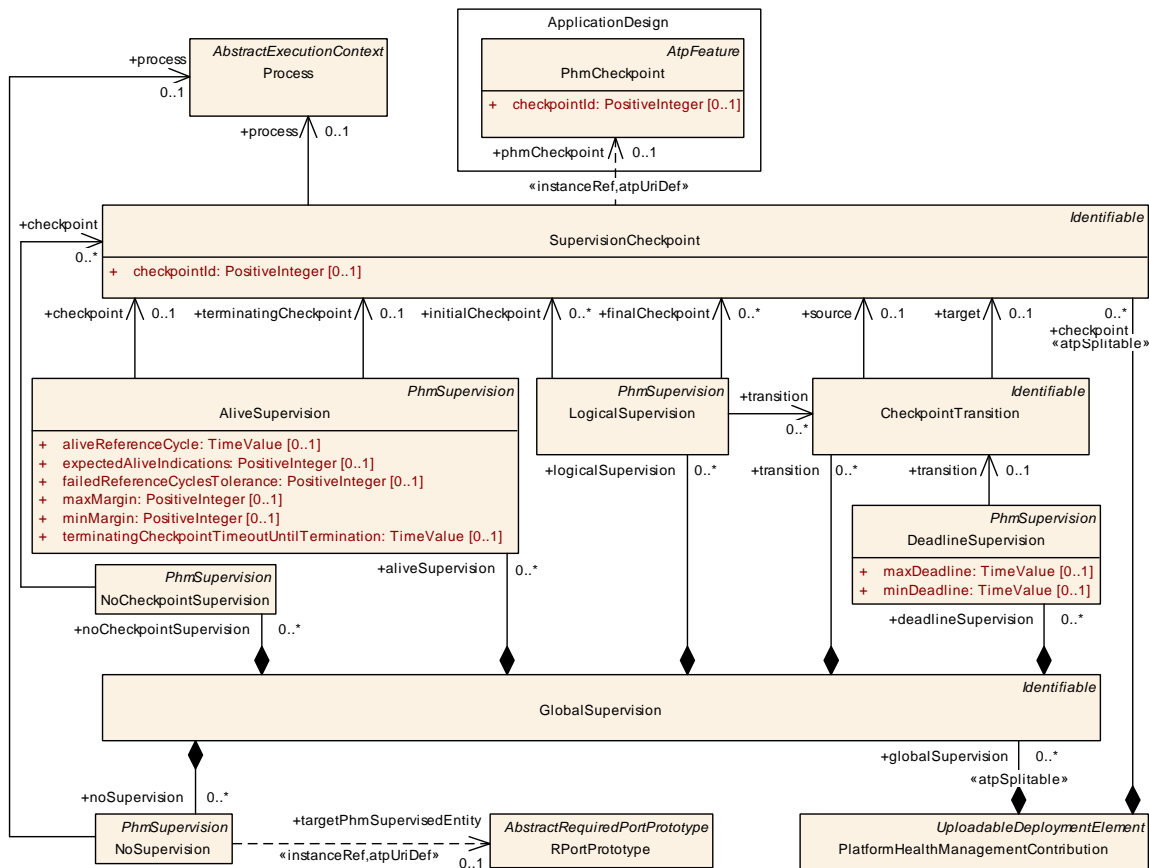 ApplicationDesign
AbstractExecutionContext
Process
+process
0..1
AtpFeature
PhmCheckpoint
+ checkpointId: PositiveInteger [0..1]
+process 0..1
+phmCheckpoint 0..1
«instanceRef,atpUriDef»
+checkpoint
0..*
Identifiable
SupervisionCheckpoint
+ checkpointId: PositiveInteger [0..1]
+checkpoint 0..1
+terminatingCheckpoint 0..1
+initialCheckpoint 0..*
+finalCheckpoint 0..*
+source 0..1
+target 0..1
0..*
+checkpoint
«atpSplitable»
PhmSupervision
AliveSupervision
+ aliveReferenceCycle: TimeValue [0..1]
+ expectedAliveIndications: PositiveInteger [0..1]
+ failedReferenceCyclesTolerance: PositiveInteger [0..1]
+ maxMargin: PositiveInteger [0..1]
+ minMargin: PositiveInteger [0..1]
+ terminatingCheckpointTimeoutUntilTermination: TimeValue [0..1]
PhmSupervision
LogicalSupervision
+transition
0..*
Identifiable
CheckpointTransition
+logicalSupervision 0..*
+transition 0..*
+transition 0..1
PhmSupervision
DeadlineSupervision
+ maxDeadline: TimeValue [0..1]
+ minDeadline: TimeValue [0..1]
+aliveSupervision 0..*
PhmSupervision
NoCheckpointSupervision
+noCheckpointSupervision 0..*
+deadlineSupervision 0..*
Identifiable
GlobalSupervision
+globalSupervision 0..*
«atpSplitable»
+noSupervision 0..*
PhmSupervision
NoSupervision
+targetPhmSupervisedEntity
«instanceRef,atpUriDef» 0..1
AbstractRequiredPortPrototype
RPortPrototype
UploadableDeploymentElement
PlatformHealthManagementContribution